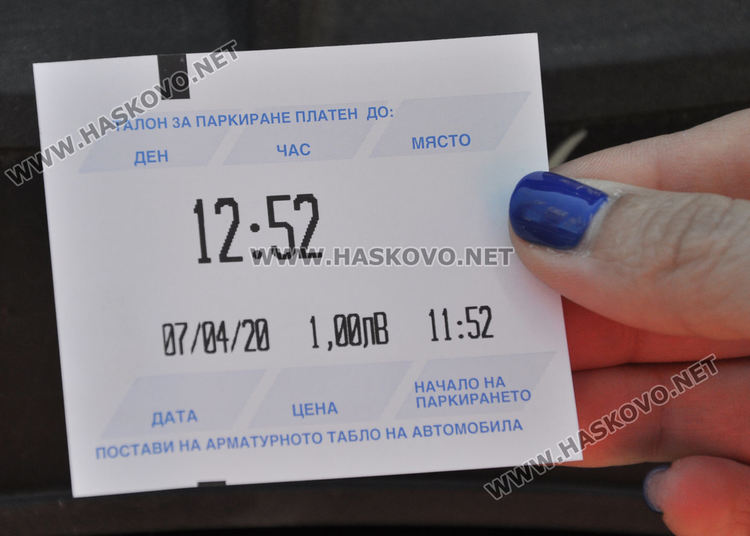 ТАЛОН ЗА ПАРКИРАНЕ ПЛАТЕН ДО:
ДЕН ЧАС МЯСТО
12:52
07/04/20 1,00лВ 11:52
ДАТА ЦЕНА НАЧАЛО НА ПАРКИРАНЕТО
ПОСТАВИ НА АРМАТУРНОТО ТАБЛО НА АВТОМОБИЛА
WWW.HASKOVO.NET
WWW.HASKOVO.NET
WWW.HASKOVO.NET